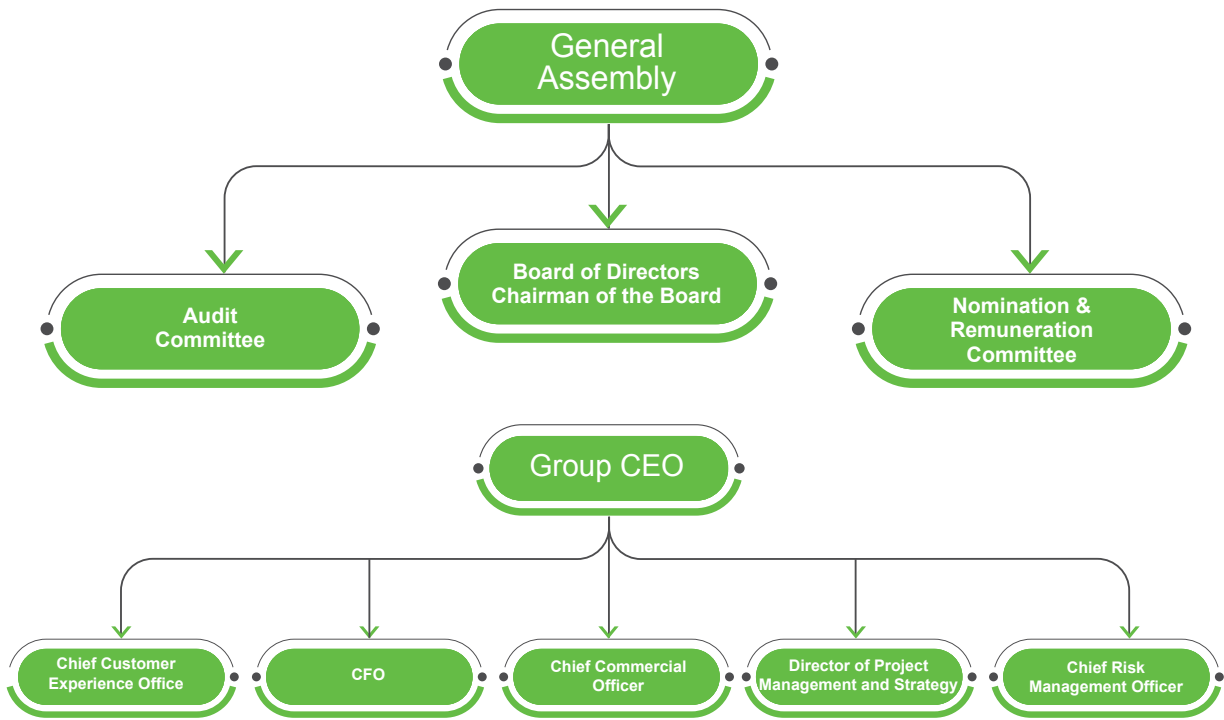 General
Assembly
Board of Directors
Chairman of the Board
Audit
Committee
Nomination &
Remuneration
Committee
Group CEO
Chief Customer
Experience Office
CFO
Chief Commercial
Officer
Director of Project
Management and Strategy
Chief Risk
Management Officer